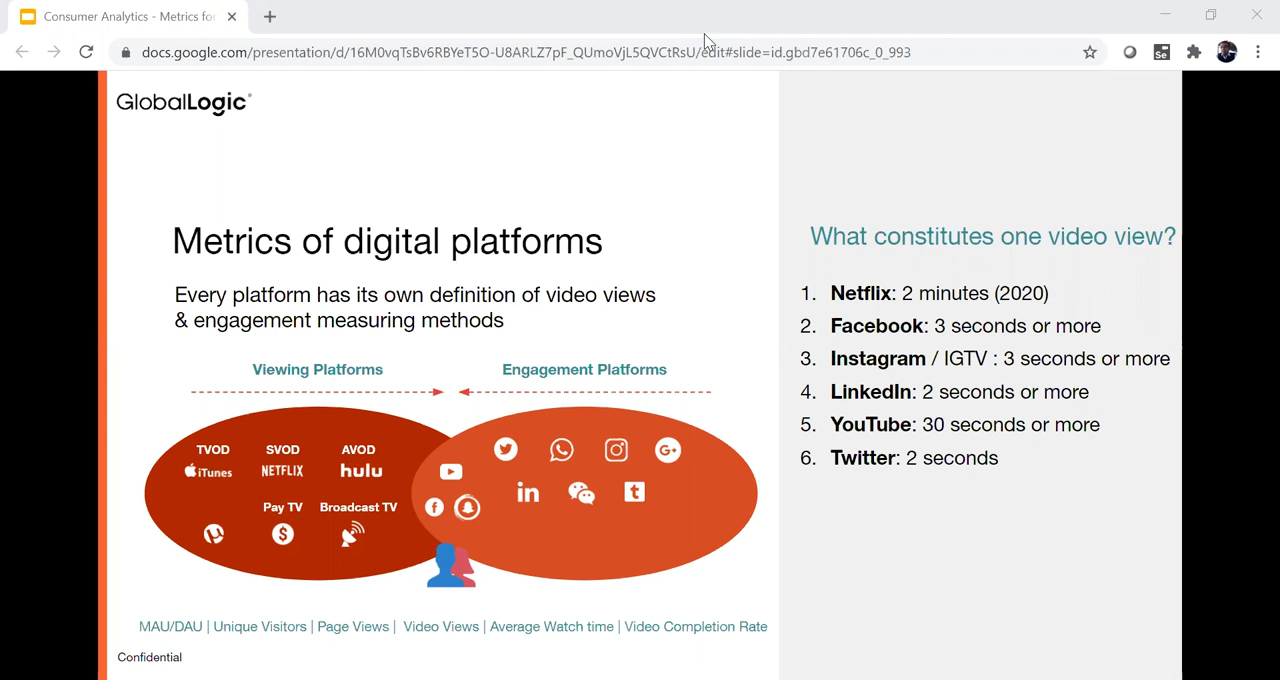 Consumer Analytics - Metrics for
docs.google.com/presentation/d/16M0vqTsBv6RBYeT5O-U8ARLZ7pF_QUmoVjL5QVCtRsU/edit#slide=id.gbd7e61706c_0_993
Se
GlobalLogic
Metrics of digital platforms
Every platform has its own definition of video views
& engagement measuring methods
Viewing Platforms
Engagement Platforms
TVOD SVOD AVOD
iTunes NETFLIX hulu
Pay TV Broadcast TV
$
G+
in
t
f
MAU/DAU | Unique Visitors | Page Views | Video Views | Average Watch time | Video Completion Rate
Confidential
What constitutes one video view?
1. Netflix: 2 minutes (2020)
2. Facebook: 3 seconds or more
3. Instagram / IGTV : 3 seconds or more
4. LinkedIn: 2 seconds or more
5. YouTube: 30 seconds or more
6. Twitter: 2 seconds